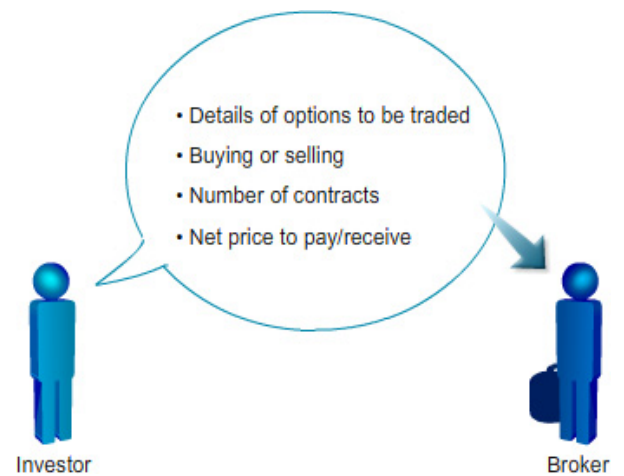 • Details of options to be traded
• Buying or selling
• Number of contracts
• Net price to pay/receive
Investor
Broker